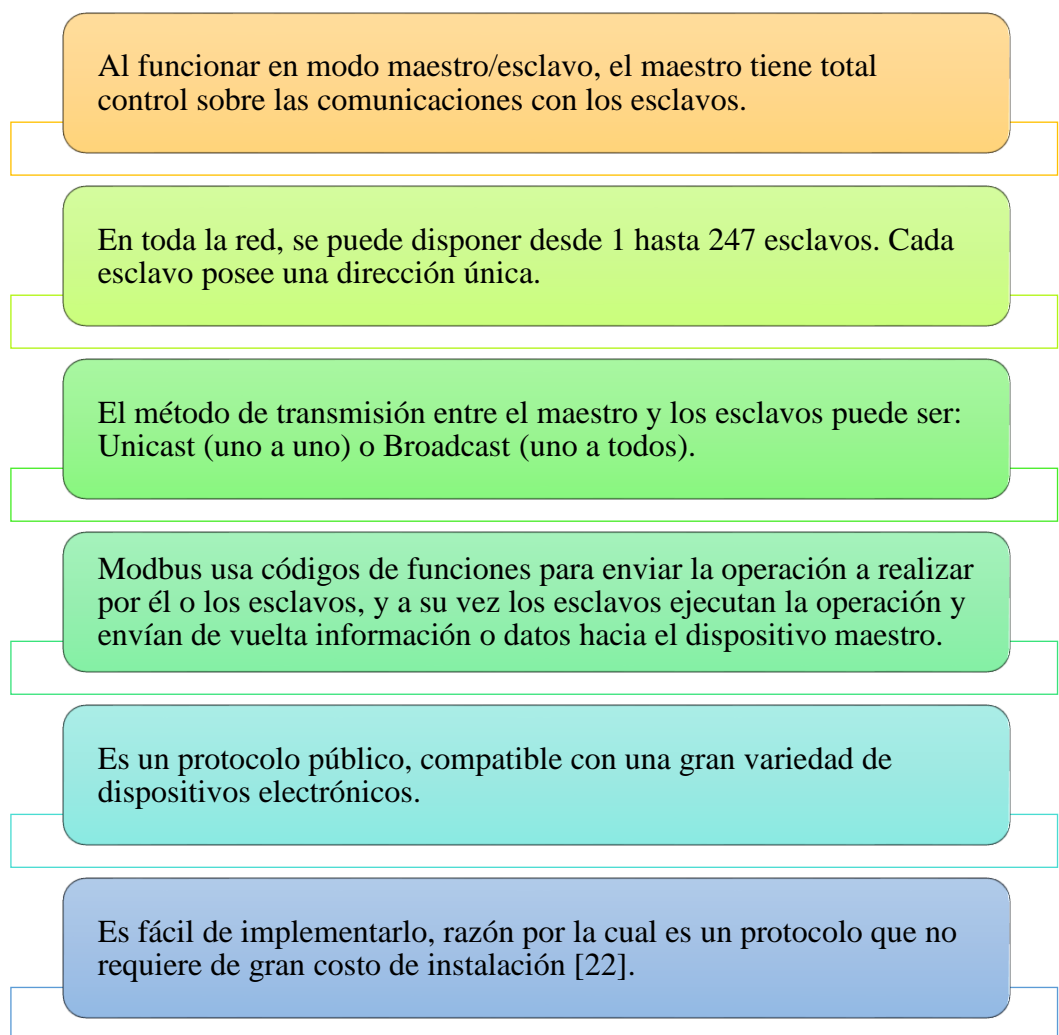 Al funcionar en modo maestro/esclavo, el maestro tiene total
control sobre las comunicaciones con los esclavos.
En toda la red, se puede disponer desde 1 hasta 247 esclavos. Cada
esclavo posee una dirección única.
El método de transmisión entre el maestro y los esclavos puede ser:
Unicast (uno a uno) o Broadcast (uno a todos).
Modbus usa códigos de funciones para enviar la operación a realizar
por él o los esclavos, y a su vez los esclavos ejecutan la operación y
envían de vuelta información o datos hacia el dispositivo maestro.
Es un protocolo público, compatible con una gran variedad de
dispositivos electrónicos.
Es fácil de implementarlo, razón por la cual es un protocolo que no
requiere de gran costo de instalación [22].